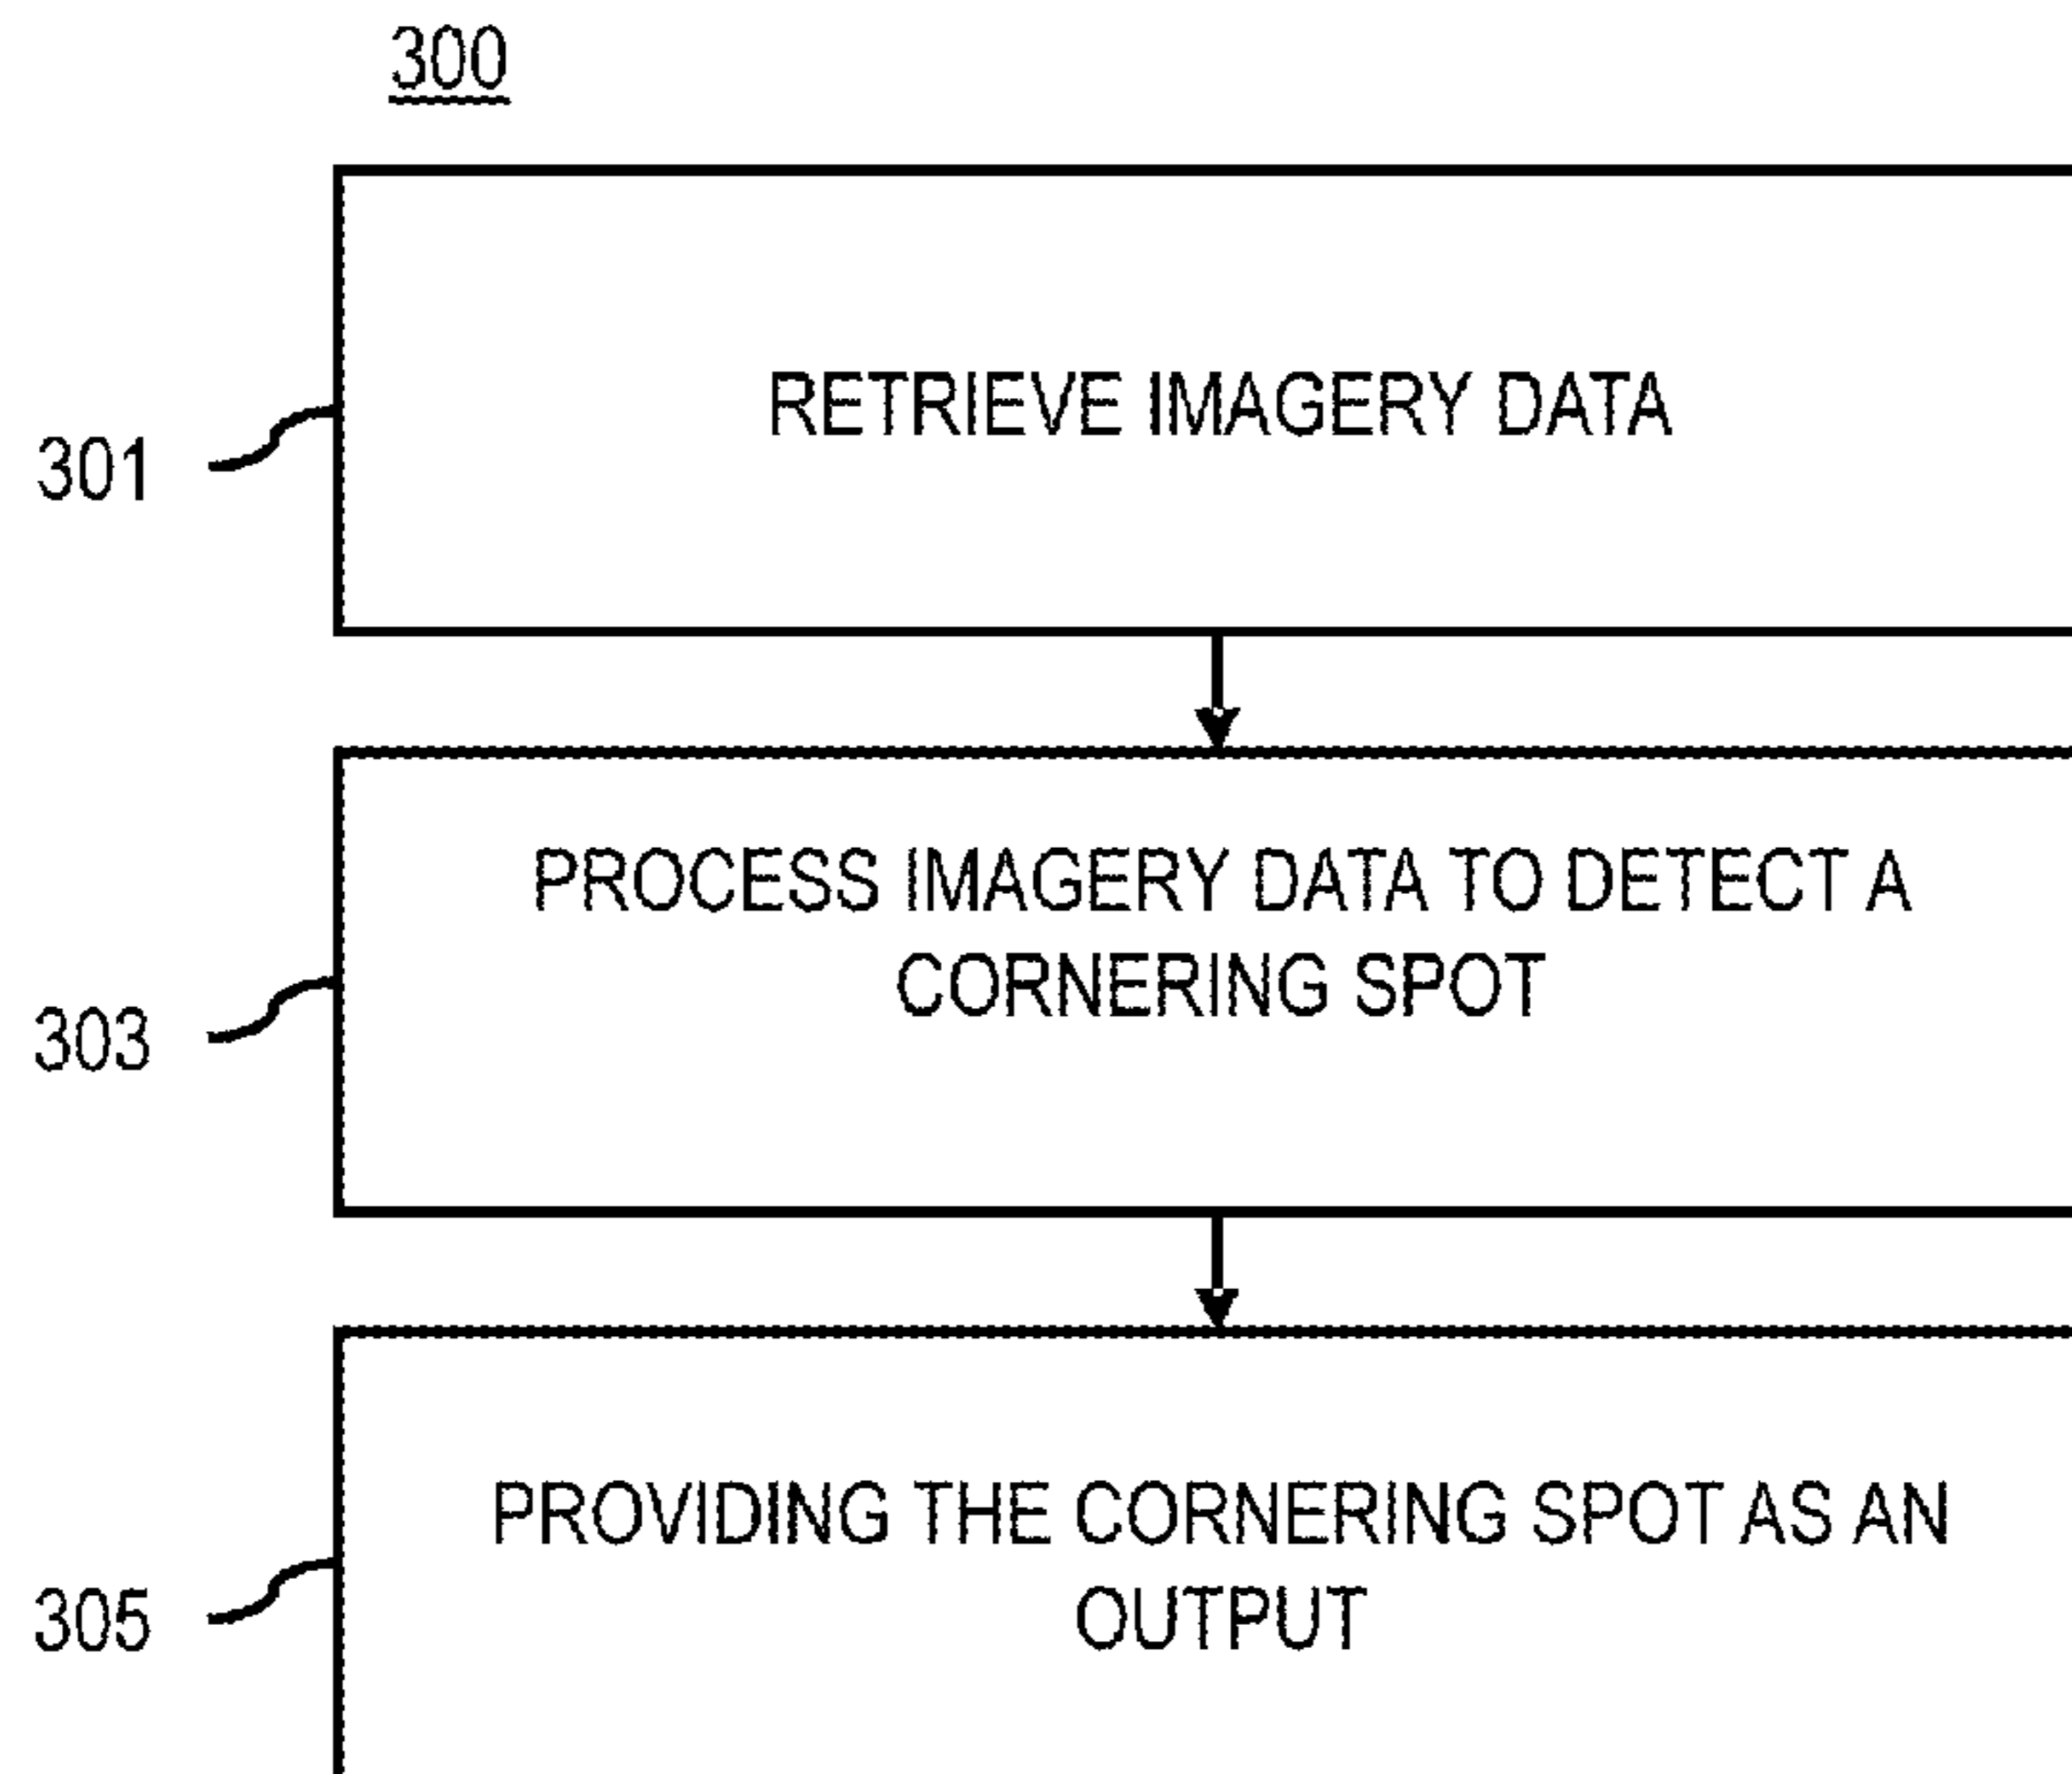 300
RETRIEVE IMAGERY DATA
301
PROCESS IMAGERY DATA TO DETECT A
CORNERING SPOT
303
PROVIDING THE CORNERING SPOT AS AN
OUTPUT
305